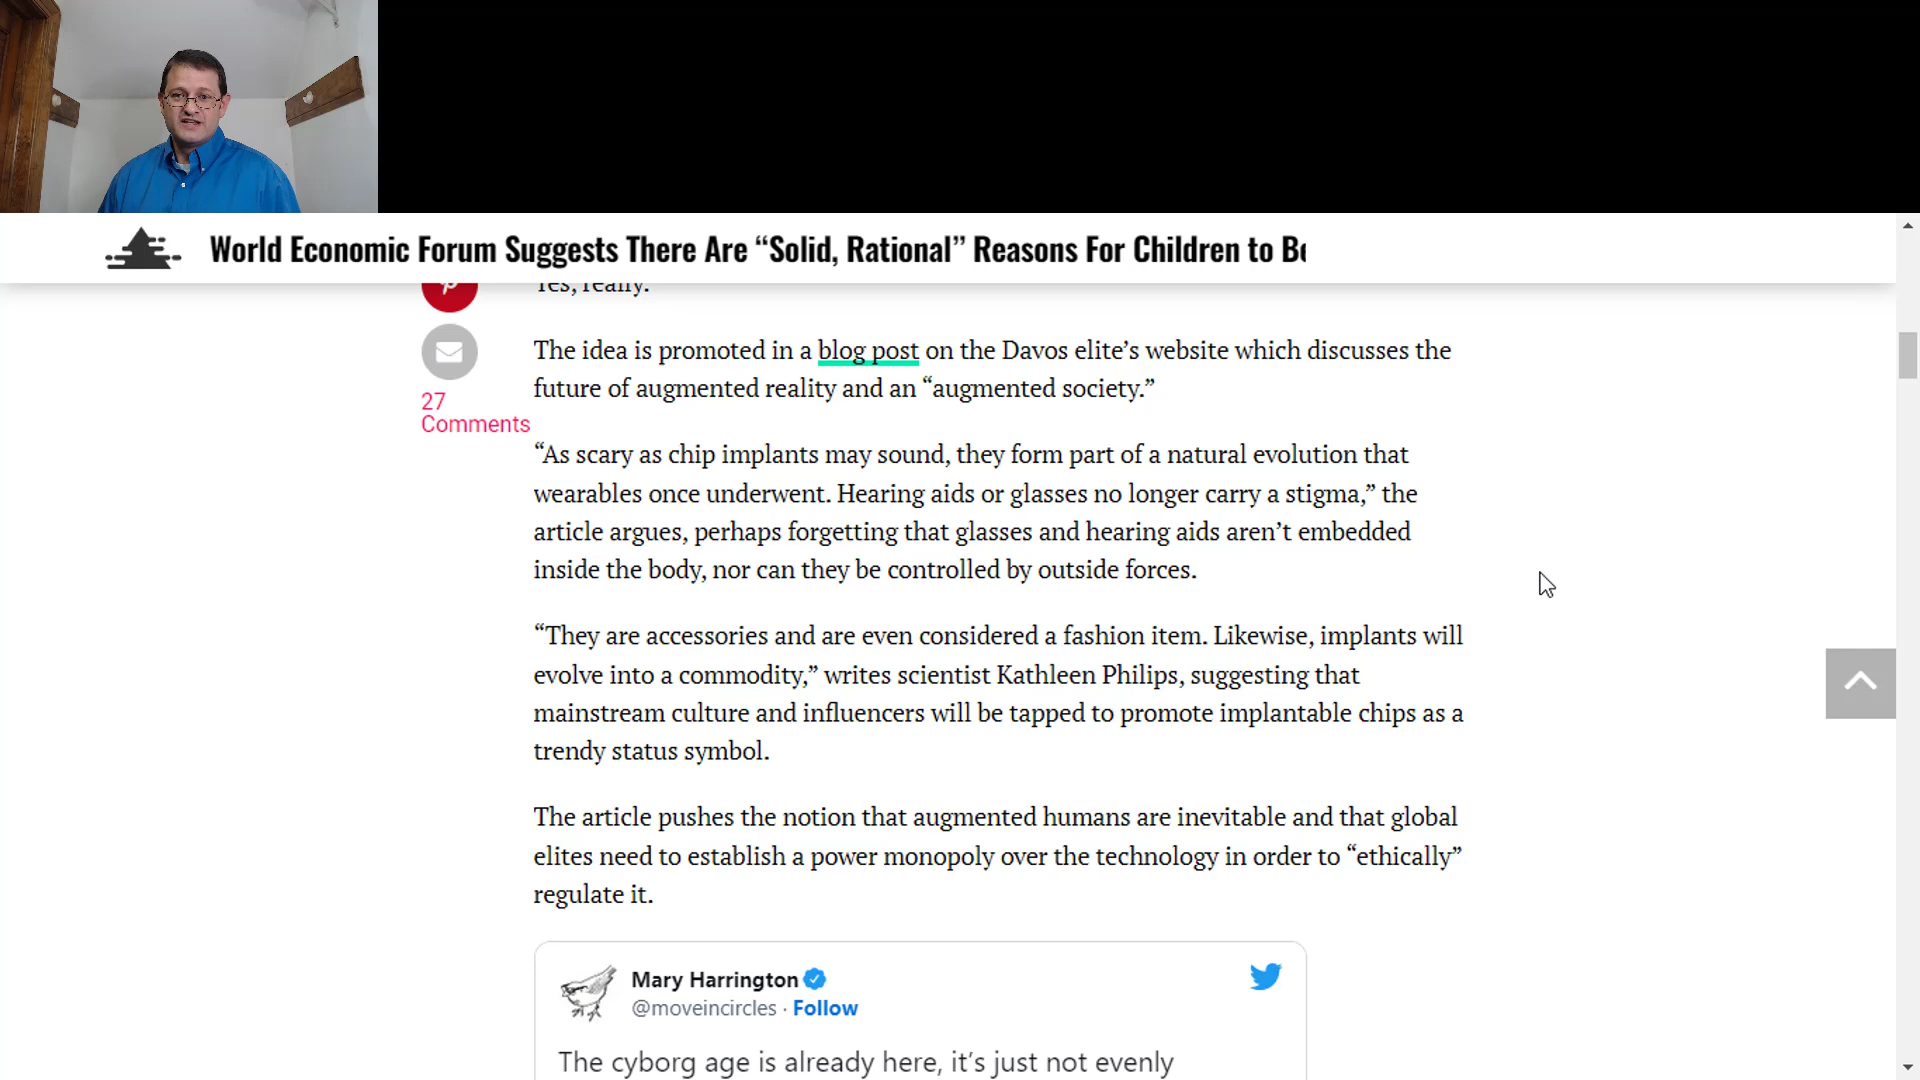 World Economic Forum Suggests There Are “Solid, Rational” Reasons For Children to Be
Yes, really.
The idea is promoted in a blog post on the Davos elite’s website which discusses the
future of augmented reality and an “augmented society.”
27
Comments
“As scary as chip implants may sound, they form part of a natural evolution that
wearables once underwent. Hearing aids or glasses no longer carry a stigma,” the
article argues, perhaps forgetting that glasses and hearing aids aren’t embedded
inside the body, nor can they be controlled by outside forces.
“They are accessories and are even considered a fashion item. Likewise, implants will
evolve into a commodity,” writes scientist Kathleen Philips, suggesting that
mainstream culture and influencers will be tapped to promote implantable chips as a
trendy status symbol.
The article pushes the notion that augmented humans are inevitable and that global
elites need to establish a power monopoly over the technology in order to “ethically”
regulate it.
Mary Harrington
@moveincircles · Follow
The cyborg age is already here, it’s just not evenly